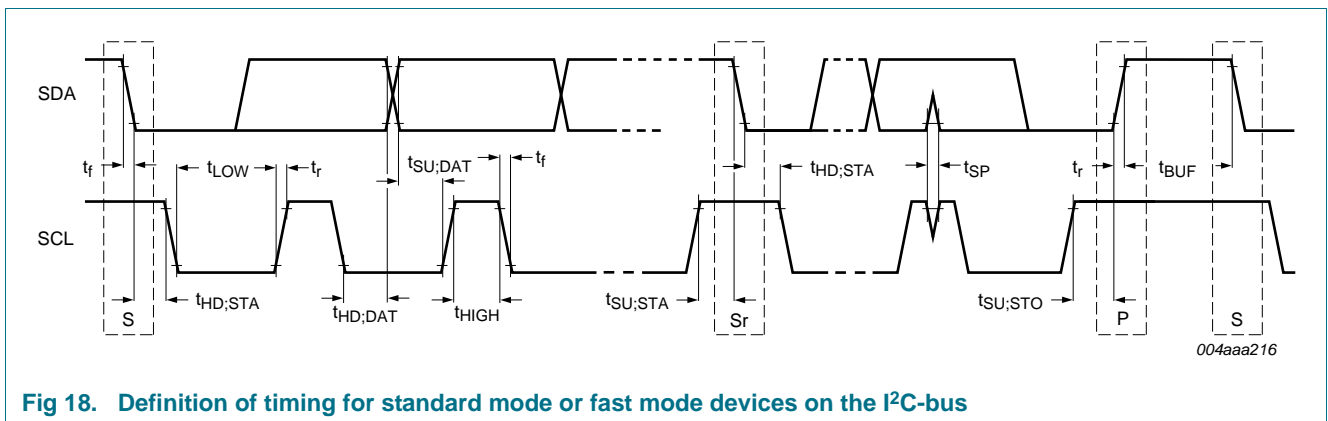 SDA
t_f t_LOW t_r t_SU;DAT t_f t_HD;STA t_SP t_r t_BUF
SCL
S t_HD;STA t_HD;DAT t_HIGH t_SU;STA Sr t_SU;STO P S
004aaa216
Fig 18. Definition of timing for standard mode or fast mode devices on the I²C-bus